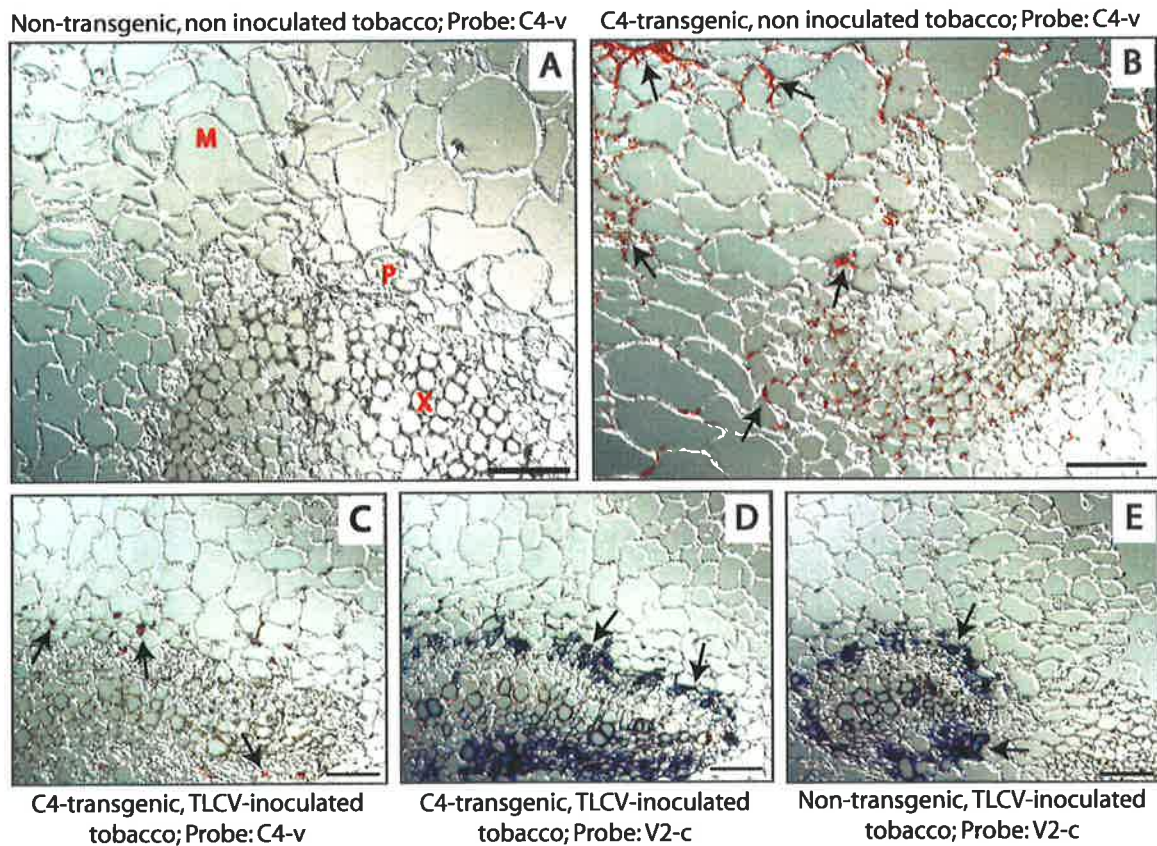 Non-transgenic, non inoculated tobacco; Probe: C4-v
C4-transgenic, non inoculated tobacco; Probe: C4-v
A
M
P
X
B
C
D
E
C4-transgenic, TLCV-inoculated
tobacco; Probe: C4-v
C4-transgenic, TLCV-inoculated
tobacco; Probe: V2-c
Non-transgenic, TLCV-inoculated
tobacco; Probe: V2-c